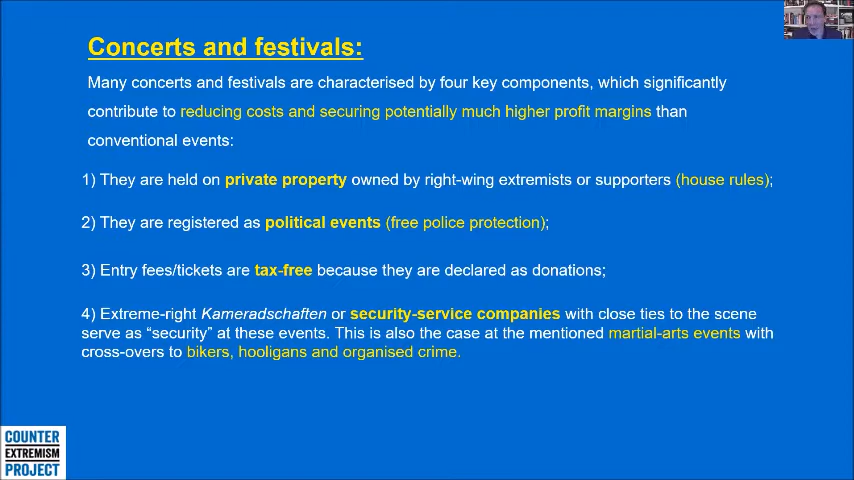 Concerts and festivals:
Many concerts and festivals are characterised by four key components, which significantly
contribute to reducing costs and securing potentially much higher profit margins than
conventional events:
1) They are held on private property owned by right-wing extremists or supporters (house rules);
2) They are registered as political events (free police protection);
3) Entry fees/tickets are tax-free because they are declared as donations;
4) Extreme-right Kameradschaften or security-service companies with close ties to the scene
serve as “security” at these events. This is also the case at the mentioned martial-arts events with
cross-overs to bikers, hooligans and organised crime.
COUNTER
EXTREMISM
PROJECT